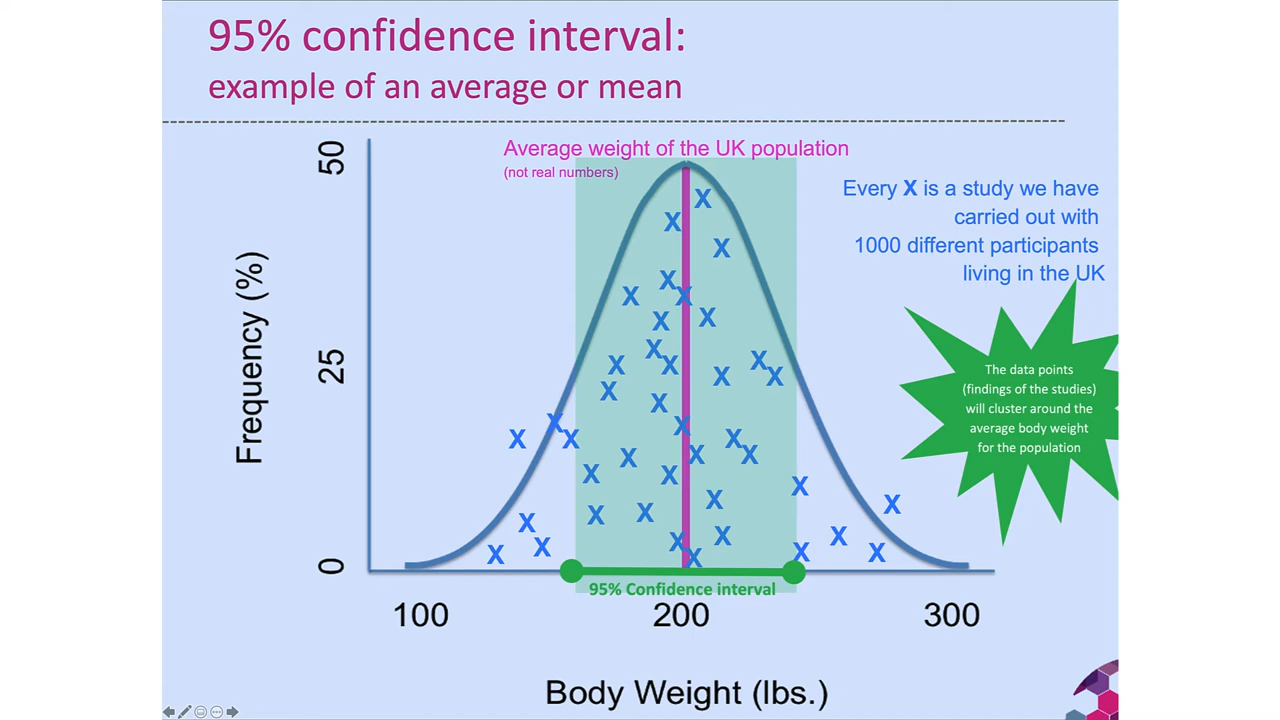 95% confidence interval:
example of an average or mean
Average weight of the UK population
(not real numbers)
Every X is a study we have
carried out with
1000 different participants
living in the UK
The data points
(findings of the studies)
will cluster around the
average body weight
for the population
Frequency (%)
50
25
0
95% Confidence interval
100
200
300
Body Weight (lbs.)